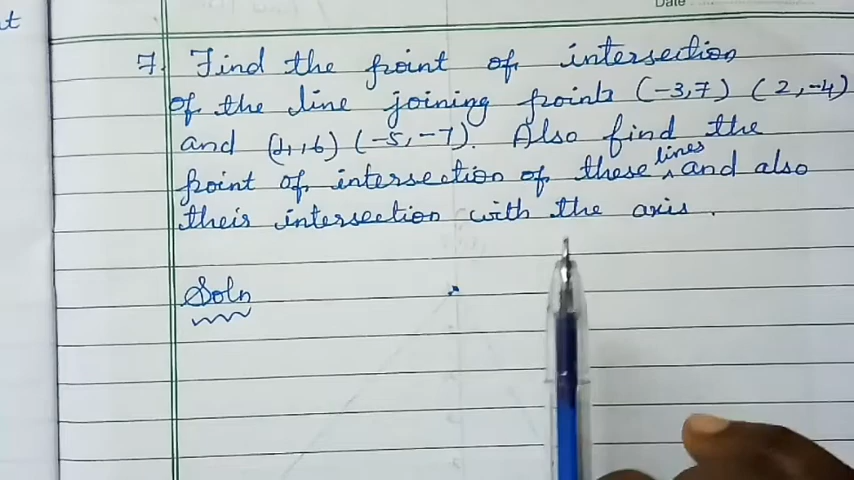 t
Date
7. Find the point of intersection
of the line joining points (-3,7) (2,-4)
and (4,6) (-5,-7). Also find the
point of intersection of these lines and also
their intersection with the axis.
Soln